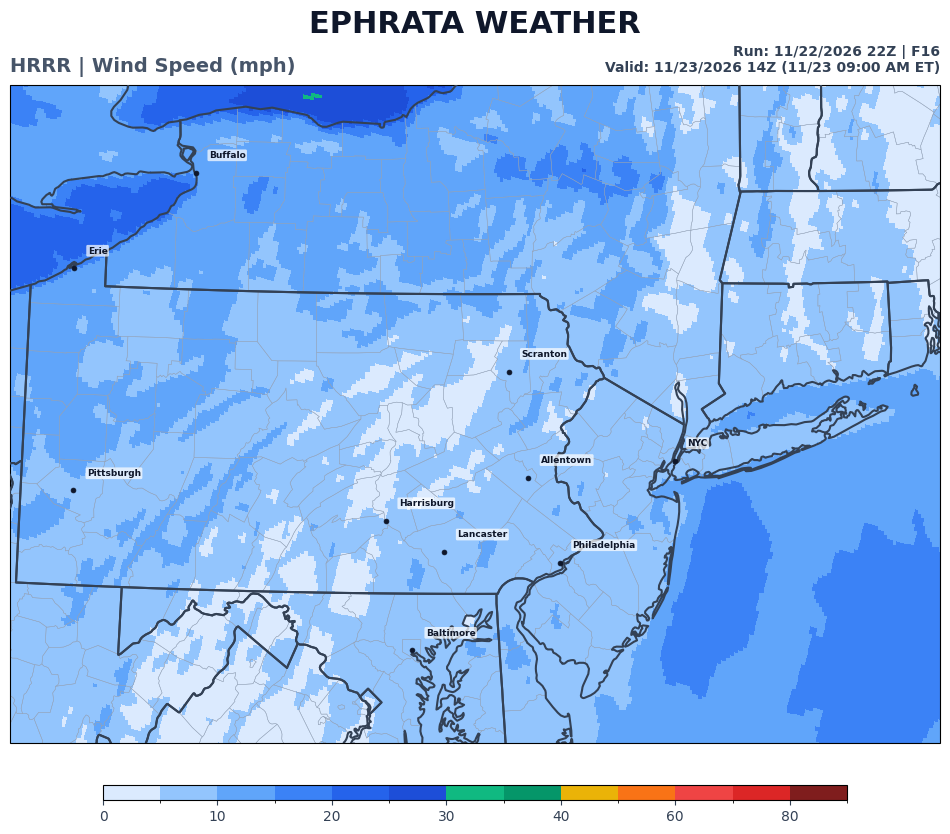 EPHRATA WEATHER
Run: 11/22/2026 22Z | F16
HRRR | Wind Speed (mph)
Valid: 11/23/2026 14Z (11/23 09:00 AM ET)
Buffalo
Erie
Scranton
NYC
Allentown
Pittsburgh
Harrisburg
Lancaster
Philadelphia
Baltimore
0 10 20 30 40 50 60 70 80